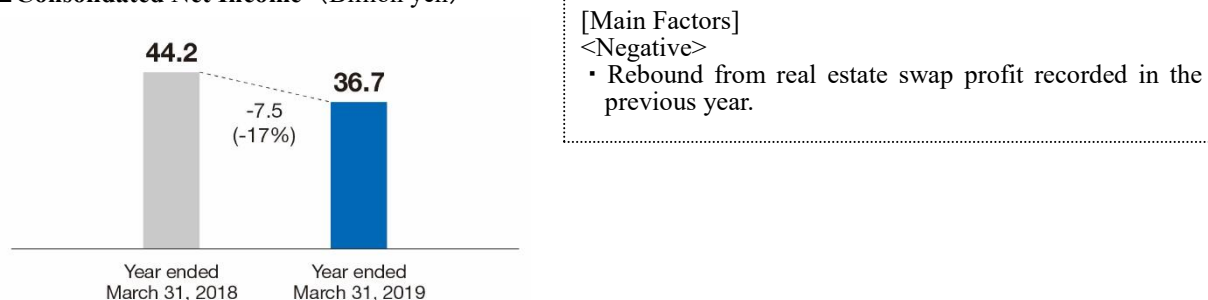 Consolidated Net Income (Billion yen)
44.2
36.7
-7.5
(-17%)
Year ended
March 31, 2018
Year ended
March 31, 2019
[Main Factors]
<Negative>
・Rebound from real estate swap profit recorded in the
previous year.